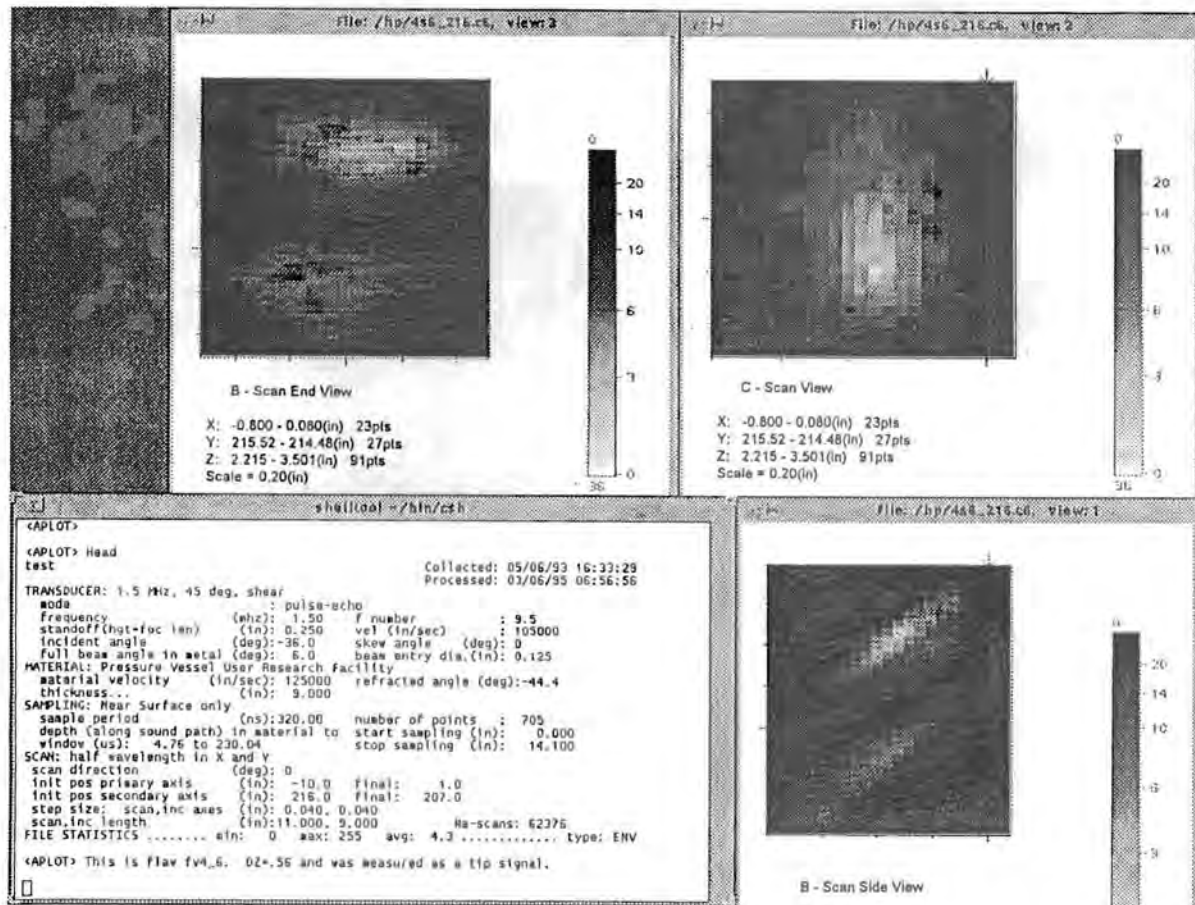 File: /hp/4s6_216.c6, view: 3
0
20
14
10
6
3
0
36
B - Scan End View
X: -0.800 - 0.080(in) 23pts
Y: 215.52 - 214.48(in) 27pts
Z: 2.215 - 3.501(in) 91pts
Scale = 0.20(in)
File: /hp/4s6_216.c6, view: 2
0
20
14
10
6
3
0
36
C - Scan View
X: -0.800 - 0.080(in) 23pts
Y: 215.52 - 214.48(in) 27pts
Z: 2.215 - 3.501(in) 91pts
Scale = 0.20(in)
shelltool -/bin/csh
<APLOT>
<APLOT> Head
test Collected: 05/06/93 16:33:29
Processed: 03/06/95 06:56:56
TRANSDUCER: 1.5 MHz, 45 deg, shear
mode : pulse-echo
frequency (mhz): 1.50 f number : 9.5
standoff(hgt-foc len) (in): 0.250 vel (in/sec) : 105000
incident angle (deg):-36.0 skew angle (deg): 0
full beam angle in metal (deg): 6.0 beam entry dia.(in): 0.125
MATERIAL: Pressure Vessel User Research Facility
material velocity (in/sec): 125000 refracted angle (deg):-44.4
thickness... (in): 9.000
SAMPLING: Near Surface only
sample period (ns):320.00 number of points : 705
depth (along sound path) in material to start sampling (in): 0.000
window (us): 4.76 to 230.04 stop sampling (in): 14.100
SCAN: half wavelength in X and Y
scan direction (deg): 0
init pos primary axis (in): -10.0 final: 1.0
init pos secondary axis (in): 216.0 final: 207.0
step size: scan,inc axes (in): 0.040, 0.040
scan,inc length (in):11.000, 9.000 Na-scans: 62376
FILE STATISTICS ........ min: 0 max: 255 avg: 4.3 ............. type: ENV
<APLOT> This is flaw fv4_6. DZ=.56 and was measured as a tip signal.
File: /hp/4s6_216.c6, view: 1
20
14
10
6
3
B - Scan Side View